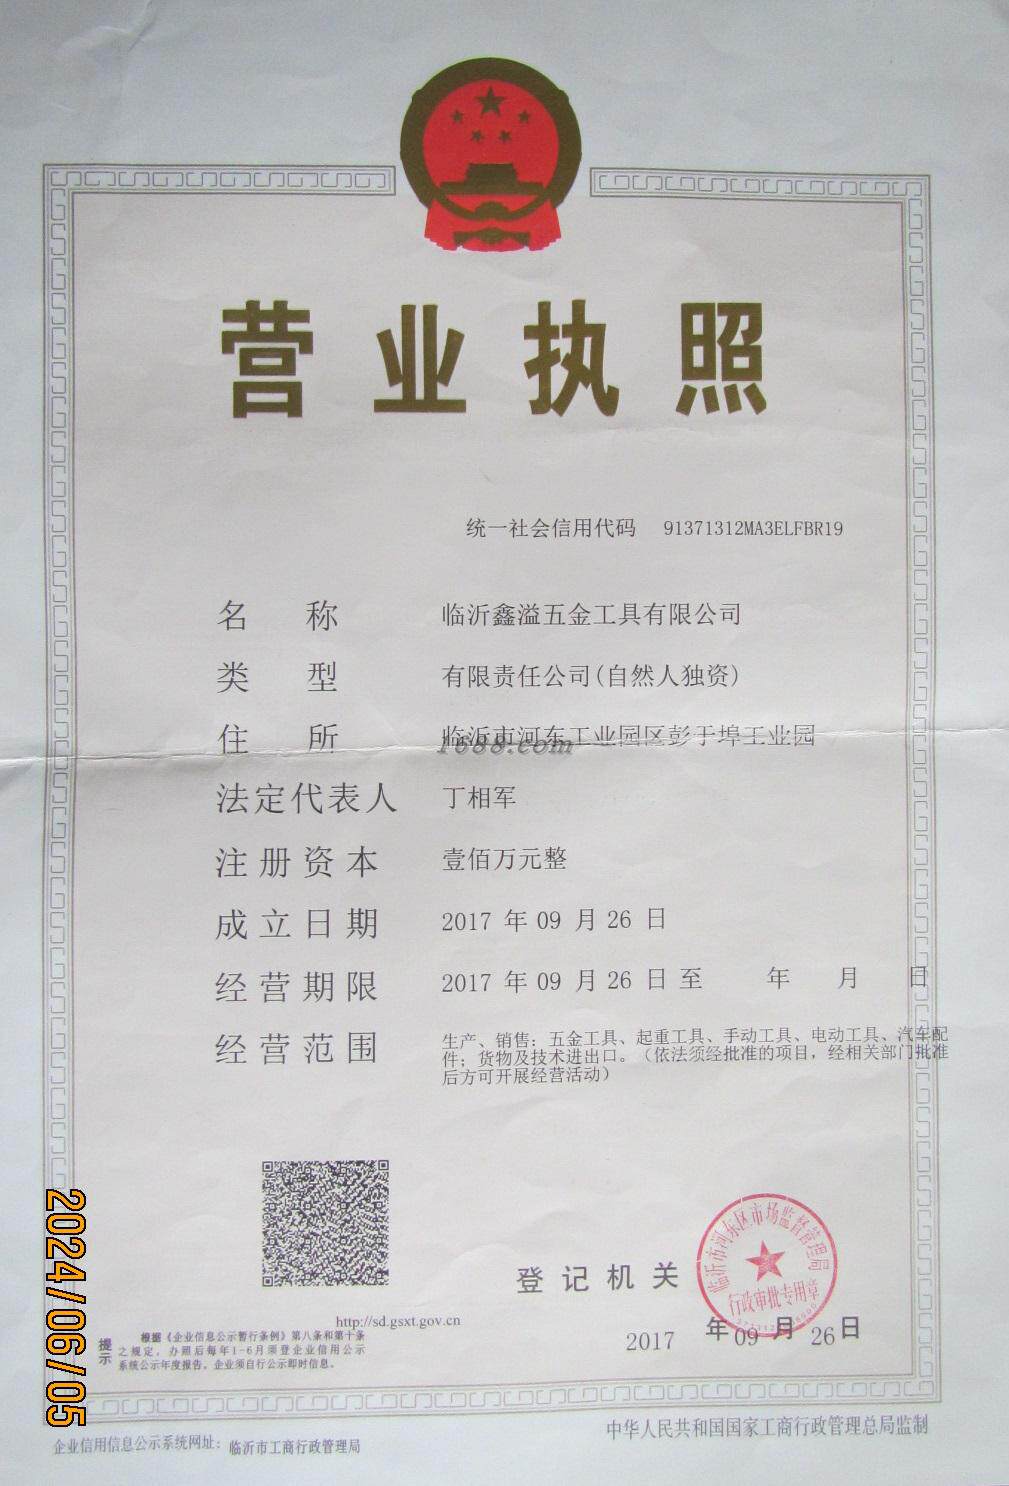 营业执照
统一社会信用代码 91371312MA3ELFBR19
名称 临沂鑫溢五金工具有限公司
类型 有限责任公司(自然人独资)
住所 临沂市河东工业园区彭于埠工业园
1688.com
法定代表人 丁相军
注册资本 壹佰万元整
成立日期 2017 年 09 月 26 日
经营期限 2017 年 09 月 26 日 至 年 月 日
经营范围 生产、销售：五金工具、起重工具、手动工具、电动工具、汽车配
件；货物及技术进出口。（依法须经批准的项目，经相关部门批准
后方可开展经营活动）
登记机关
临沂市河东区市场监督管理局
行政审批专用章
2017 年 09 月 26 日
http://sd.gsxt.gov.cn
提示
根据《企业信息公示暂行条例》第八条和第十条
之规定，办照后每年1-6月须登企业信用公示
系统公示年度报告。企业须自行公示即时信息。
2024/06/05
企业信用信息公示系统网址： 临沂市工商行政管理局
中华人民共和国国家工商行政管理总局监制